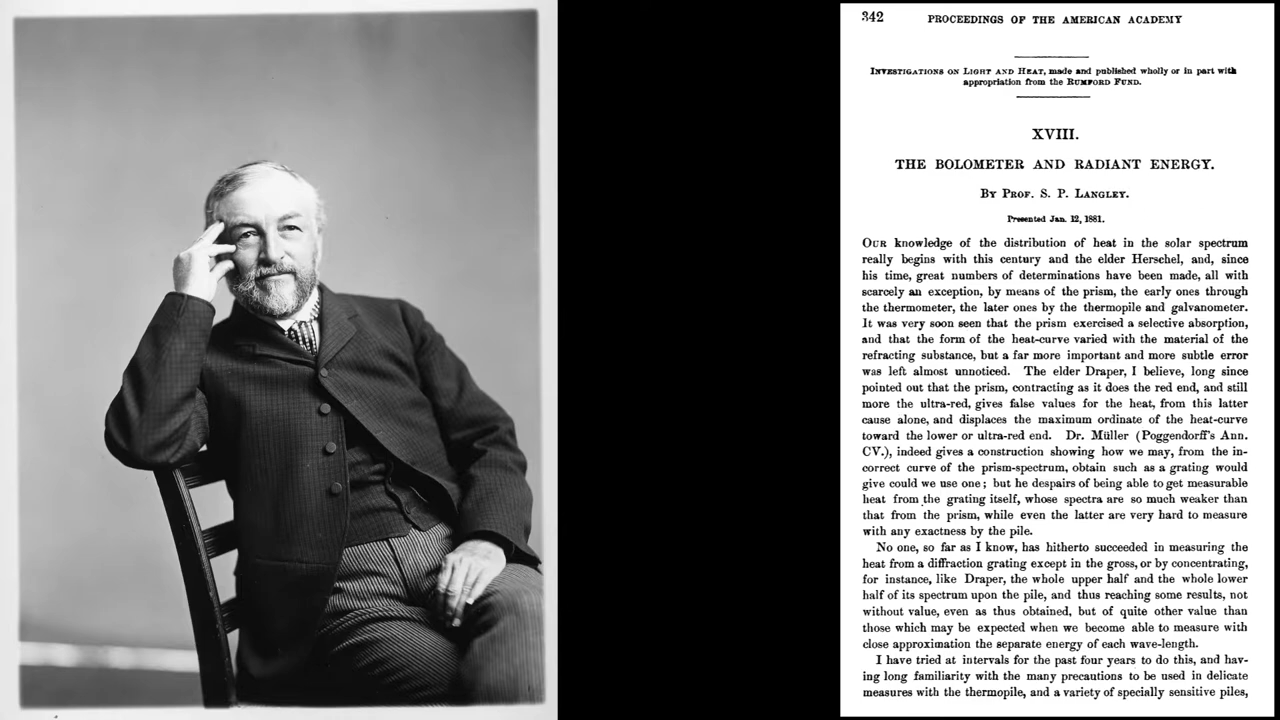 342 PROCEEDINGS OF THE AMERICAN ACADEMY
INVESTIGATIONS ON LIGHT AND HEAT, made and published wholly or in part with
appropriation from the RUMFORD FUND.
XVIII.
THE BOLOMETER AND RADIANT ENERGY.
BY PROF. S. P. LANGLEY.
Presented Jan. 12, 1881.
OUR knowledge of the distribution of heat in the solar spectrum
really begins with this century and the elder Herschel, and, since
his time, great numbers of determinations have been made, all with
scarcely an exception, by means of the prism, the early ones through
the thermometer, the later ones by the thermopile and galvanometer.
It was very soon seen that the prism exercised a selective absorption,
and that the form of the heat-curve varied with the material of the
refracting substance, but a far more important and more subtle error
was left almost unnoticed. The elder Draper, I believe, long since
pointed out that the prism, contracting as it does the red end, and still
more the ultra-red, gives false values for the heat, from this latter
cause alone, and displaces the maximum ordinate of the heat-curve
toward the lower or ultra-red end. Dr. Müller (Poggendorff's Ann.
CV.), indeed gives a construction showing how we may, from the in-
correct curve of the prism-spectrum, obtain such as a grating would
give could we use one; but he despairs of being able to get measurable
heat from the grating itself, whose spectra are so much weaker than
that from the prism, while even the latter are very hard to measure
with any exactness by the pile.
No one, so far as I know, has hitherto succeeded in measuring the
heat from a diffraction grating except in the gross, or by concentrating,
for instance, like Draper, the whole upper half and the whole lower
half of its spectrum upon the pile, and thus reaching some results, not
without value, even as thus obtained, but of quite other value than
those which may be expected when we become able to measure with
close approximation the separate energy of each wave-length.
I have tried at intervals for the past four years to do this, and hav-
ing long familiarity with the many precautions to be used in delicate
measures with the thermopile, and a variety of specially sensitive piles,